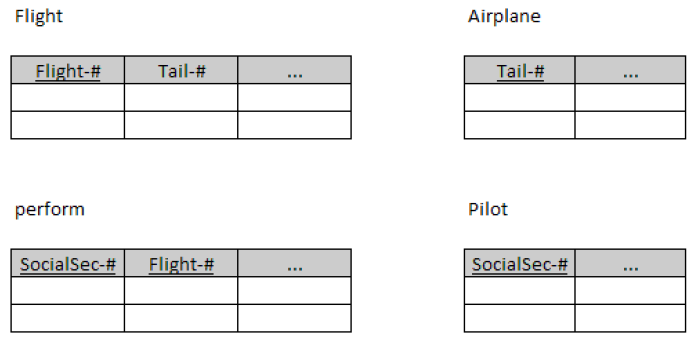 Flight
Airplane
Flight-# Tail-# ...
Tail-# ...
perform
Pilot
SocialSec-# Flight-# ...
SocialSec-# ...